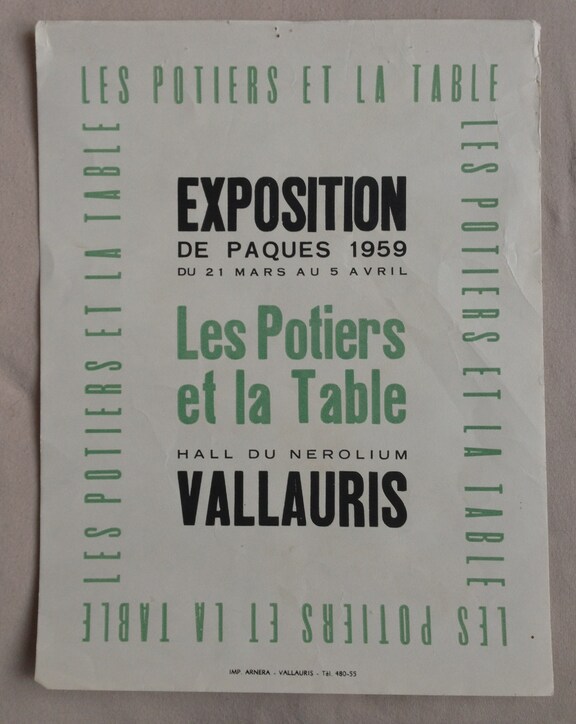 LES POTIERS ET LA TABLE
LES POTIERS ET LA TABLE
LES POTIERS ET LA TABLE
EXPOSITION
DE PAQUES 1959
DU 21 MARS AU 5 AVRIL
Les Potiers
et la Table
HALL DU NEROLIUM
VALLAURIS
LES POTIERS ET LA TABLE
IMP. ARNERA - VALLAURIS - Tél. 480-55